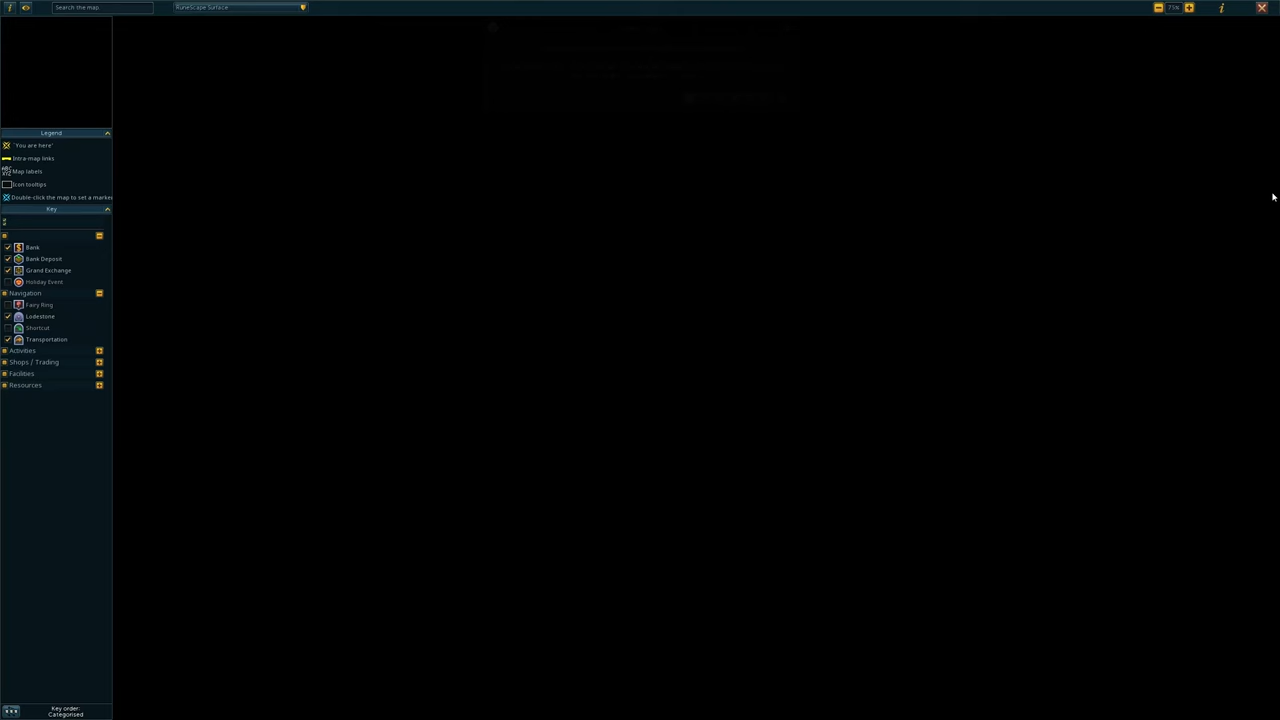 Search the map
RuneScape Surface
Legend
'You are here'
Intra-map links
ABC
XYZ
Map labels
Icon tooltips
Double-click the map to set a marker
Key
Bank
Bank Deposit
Grand Exchange
Holiday Event
Navigation
Fairy Ring
Lodestone
Shortcut
Transportation
Activities
Shops / Trading
Facilities
Resources
Key order:
Categorised